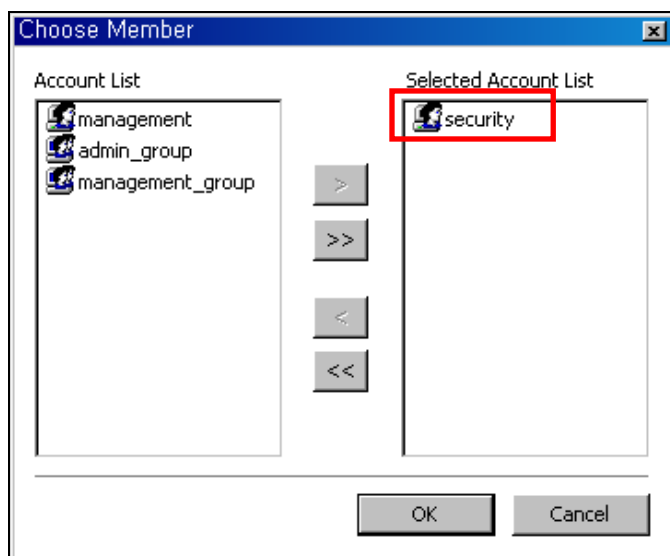 Choose Member
Account List
Selected Account List
management
admin_group
management_group
security
>
>>
<
<<
OK
Cancel